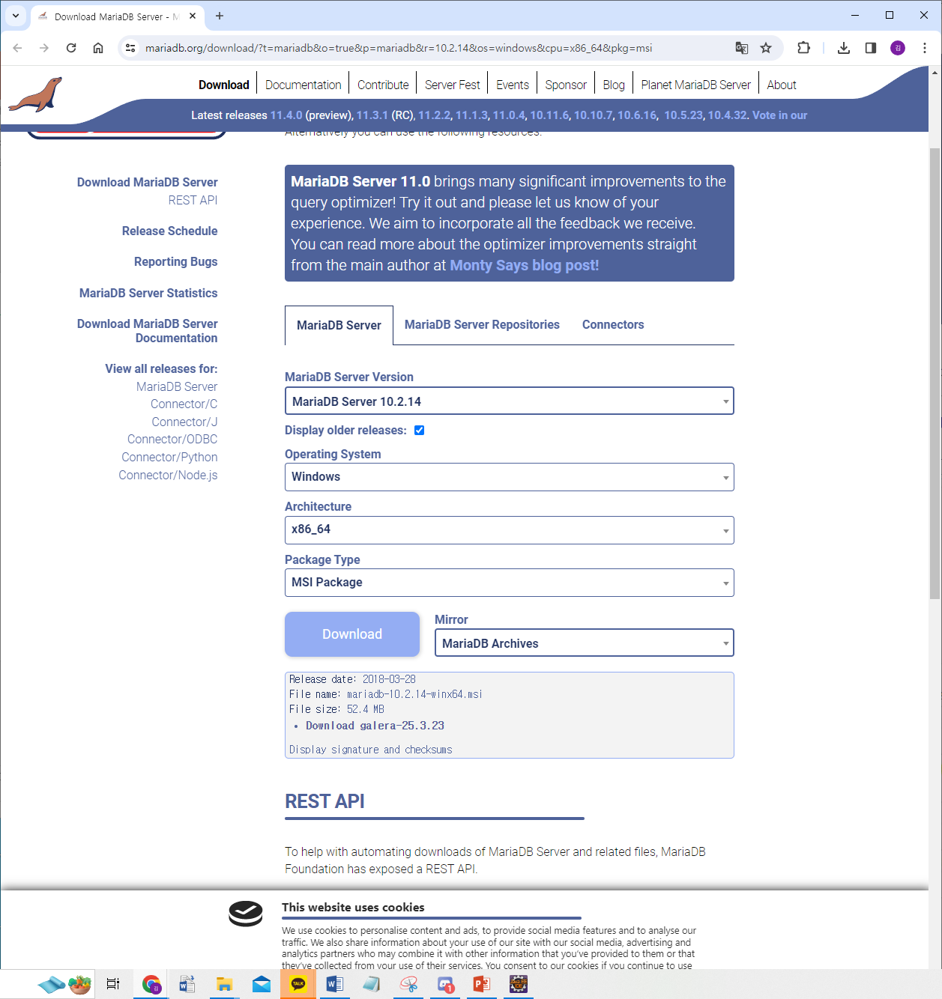 Download MariaDB Server - M
mariadb.org/download/?t=mariadb&o=true&p=mariadb&r=10.2.14&os=windows&cpu=x86_64&pkg=msi
김
Download
Documentation
Contribute
Server Fest
Events
Sponsor
Blog
Planet MariaDB Server
About
Latest releases 11.4.0 (preview), 11.3.1 (RC), 11.2.2, 11.1.3, 11.0.4, 10.11.6, 10.10.7, 10.6.16, 10.5.23, 10.4.32. Vote in our
Alternatively you can use the following resources:
Download MariaDB Server
REST API
Release Schedule
Reporting Bugs
MariaDB Server Statistics
Download MariaDB Server
Documentation
View all releases for:
MariaDB Server
Connector/C
Connector/J
Connector/ODBC
Connector/Python
Connector/Node.js
MariaDB Server 11.0 brings many significant improvements to the
query optimizer! Try it out and please let us know of your
experience. We aim to incorporate all the feedback we receive.
You can read more about the optimizer improvements straight
from the main author at Monty Says blog post!
MariaDB Server
MariaDB Server Repositories
Connectors
MariaDB Server Version
MariaDB Server 10.2.14
Display older releases:
Operating System
Windows
Architecture
x86_64
Package Type
MSI Package
Download
Mirror
MariaDB Archives
Release date: 2018-03-28
File name: mariadb-10.2.14-winx64.msi
File size: 52.4 MB
• Download galera-25.3.23
Display signature and checksums
REST API
To help with automating downloads of MariaDB Server and related files, MariaDB
Foundation has exposed a REST API.
This website uses cookies
We use cookies to personalise content and ads, to provide social media features and to analyse our
traffic. We also share information about your use of our site with our social media, advertising and
analytics partners who may combine it with other information that you've provided to them or that
they've collected from your use of their services. You consent to our cookies if you continue to use
김
TALK
1